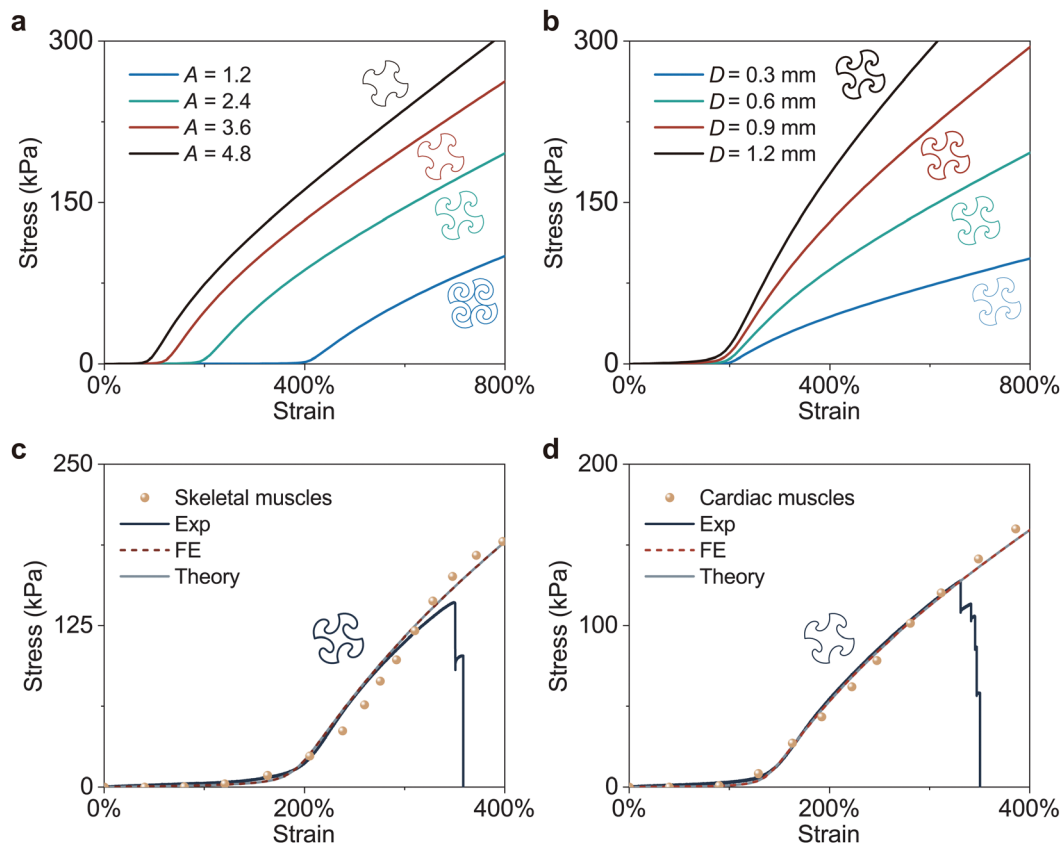 a
300
150
0
Stress (kPa)
A = 1.2
A = 2.4
A = 3.6
A = 4.8
0%
400%
800%
Strain
b
300
150
0
Stress (kPa)
D = 0.3 mm
D = 0.6 mm
D = 0.9 mm
D = 1.2 mm
0%
400%
800%
Strain
c
250
125
0
Stress (kPa)
Skeletal muscles
Exp
FE
Theory
0%
200%
400%
Strain
d
200
100
0
Stress (kPa)
Cardiac muscles
Exp
FE
Theory
0%
200%
400%
Strain